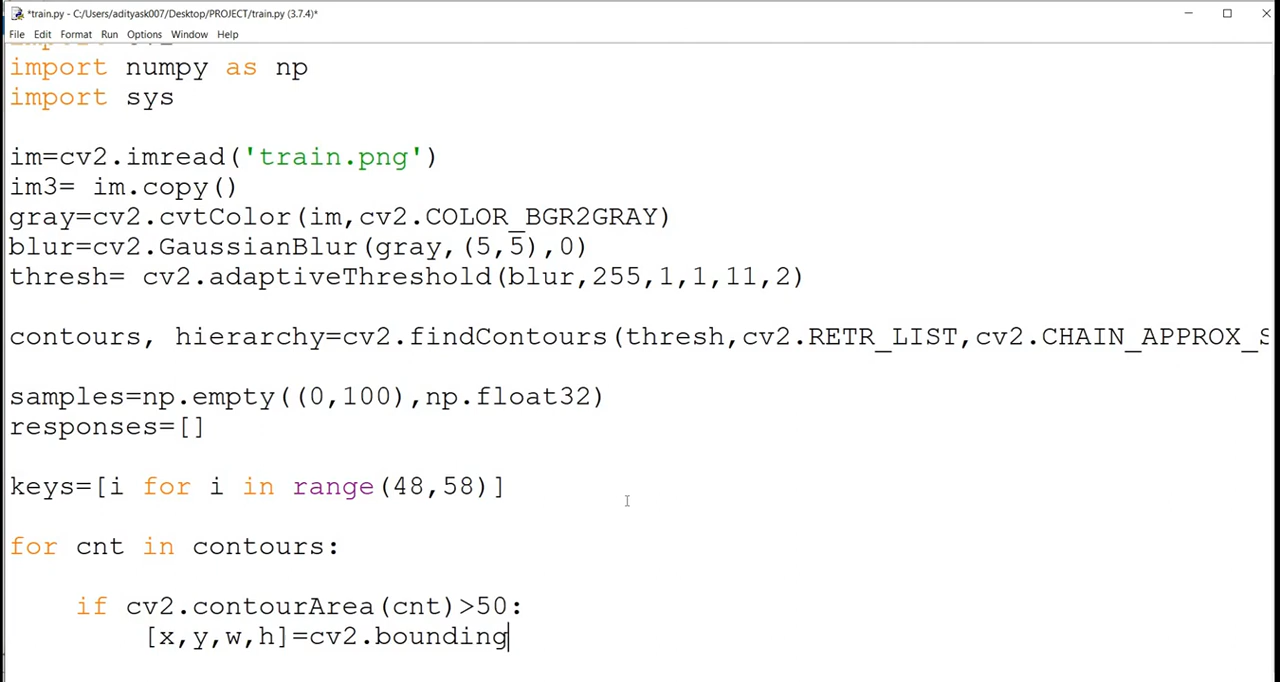 *train.py - C:/Users/adityask007/Desktop/PROJECT/train.py (3.7.4)*
File Edit Format Run Options Window Help
import numpy as np
import sys
im=cv2.imread('train.png')
im3= im.copy()
gray=cv2.cvtColor(im,cv2.COLOR_BGR2GRAY)
blur=cv2.GaussianBlur(gray,(5,5),0)
thresh= cv2.adaptiveThreshold(blur,255,1,1,11,2)
contours, hierarchy=cv2.findContours(thresh,cv2.RETR_LIST,cv2.CHAIN_APPROX_S
samples=np.empty((0,100),np.float32)
responses=[]
keys=[i for i in range(48,58)]
for cnt in contours:
if cv2.contourArea(cnt)>50:
[x,y,w,h]=cv2.bounding